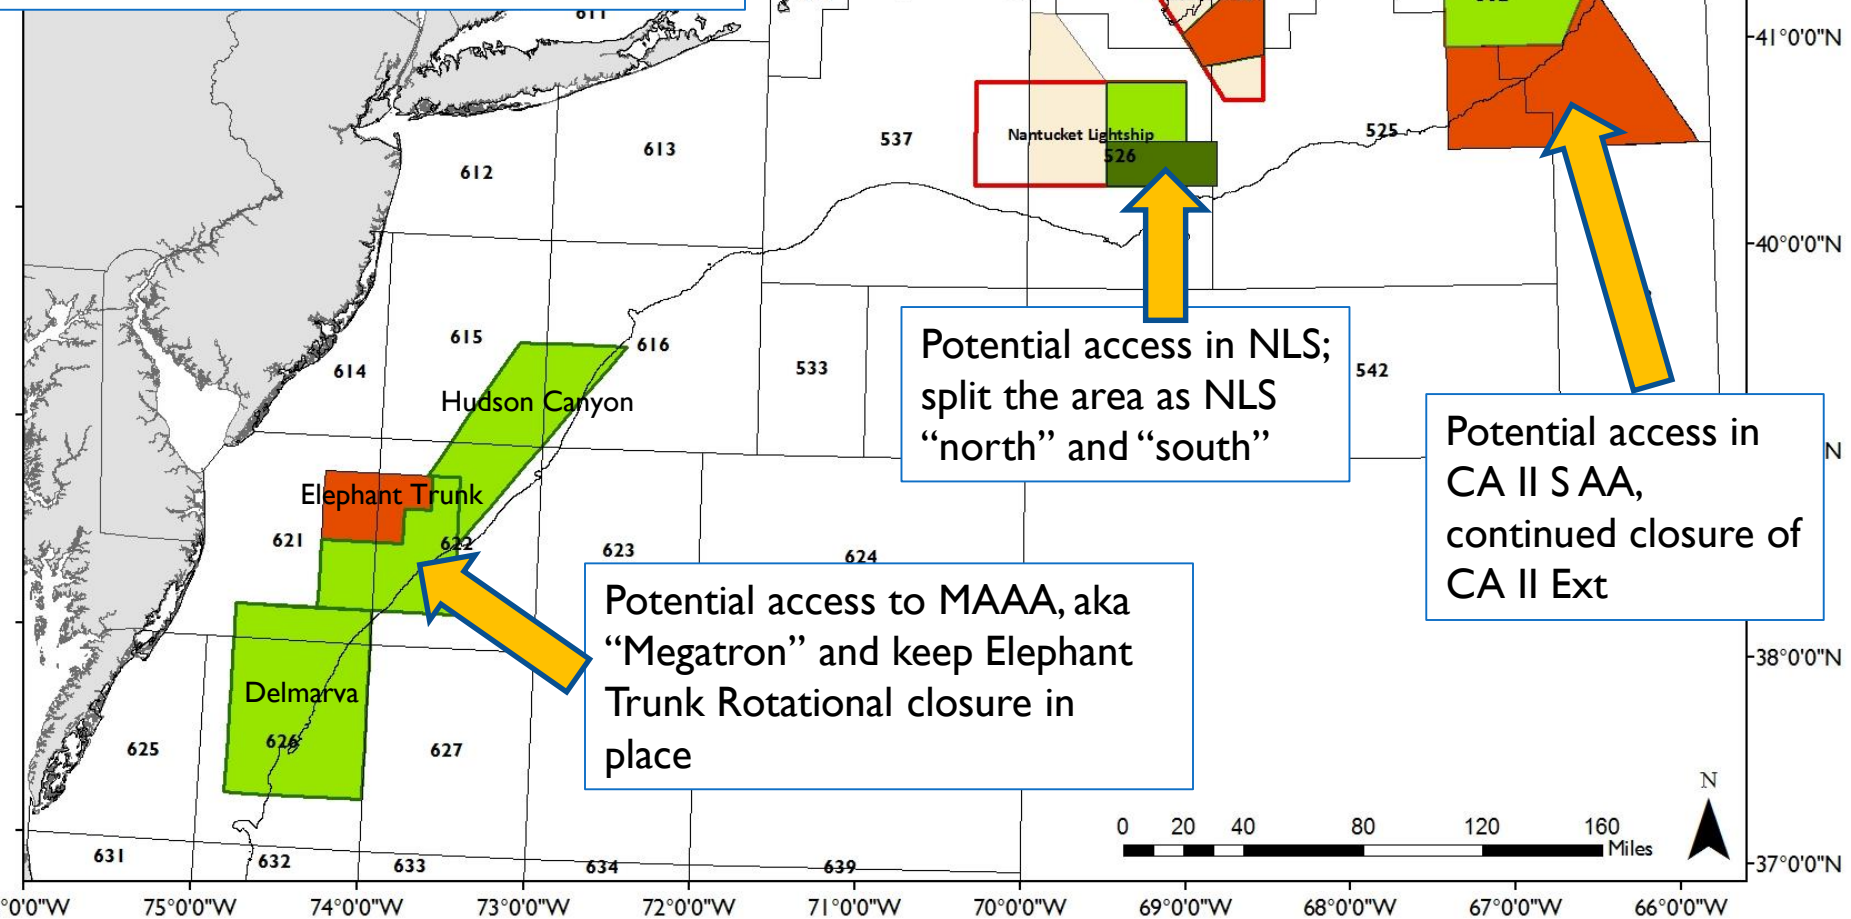 41°0'0"N
537
525
Nantucket Lightship
526
613
612
40°0'0"N
615
616
614
533
542
Potential access in NLS;
split the area as NLS
“north” and “south”
Hudson Canyon
Potential access in
CA II S AA,
continued closure of
CA II Ext
N
Elephant Trunk
621
622
623
624
Potential access to MAAA, aka
“Megatron” and keep Elephant
Trunk Rotational closure in
place
38°0'0"N
Delmarva
626
625
627
N
0 20 40 80 120 160
Miles
631
632
633
634
639
37°0'0"N
°0'0"W 75°0'0"W 74°0'0"W 73°0'0"W 72°0'0"W 71°0'0"W 70°0'0"W 69°0'0"W 68°0'0"W 67°0'0"W 66°0'0"W